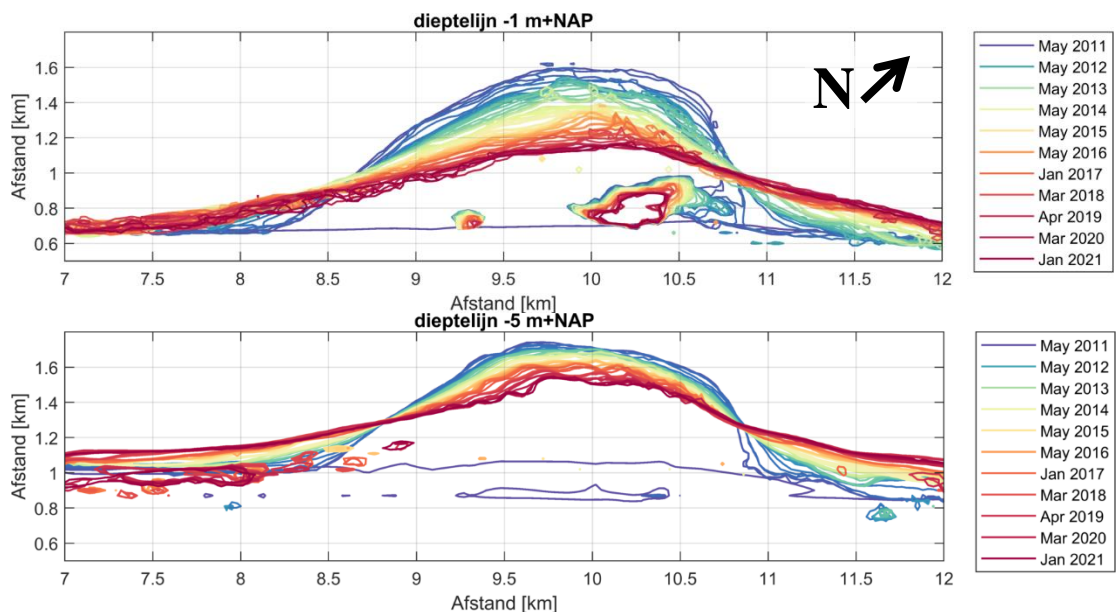 dieptelijn -1 m+NAP
Afstand [km]
1.6
1.4
1.2
1
0.8
0.6
7
7.5
8
8.5
9
9.5
10
10.5
11
11.5
12
Afstand [km]
N
May 2011
May 2012
May 2013
May 2014
May 2015
May 2016
Jan 2017
Mar 2018
Apr 2019
Mar 2020
Jan 2021
dieptelijn -5 m+NAP
Afstand [km]
1.6
1.4
1.2
1
0.8
0.6
7
7.5
8
8.5
9
9.5
10
10.5
11
11.5
12
Afstand [km]
May 2011
May 2012
May 2013
May 2014
May 2015
May 2016
Jan 2017
Mar 2018
Apr 2019
Mar 2020
Jan 2021